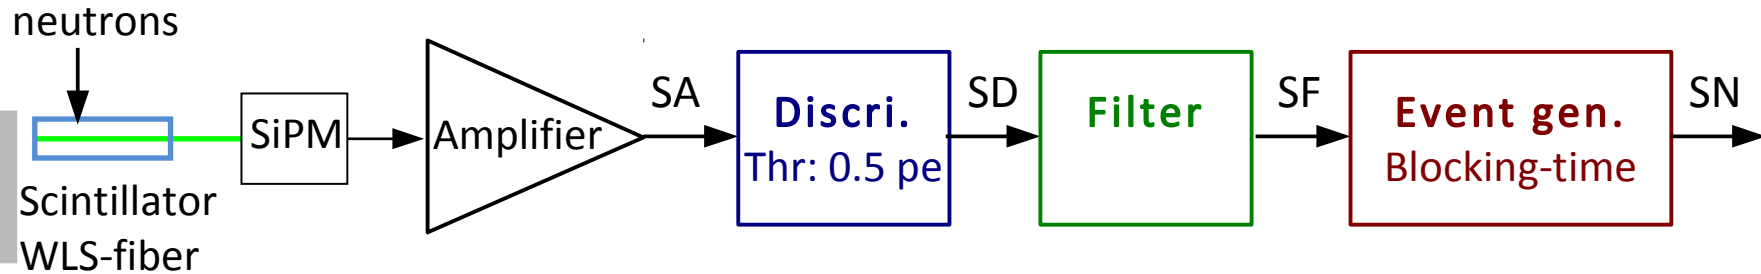 neutrons
Scintillator
WLS-fiber
SiPM
Amplifier
SA
Discri.
Thr: 0.5 pe
SD
Filter
SF
Event gen.
Blocking-time
SN